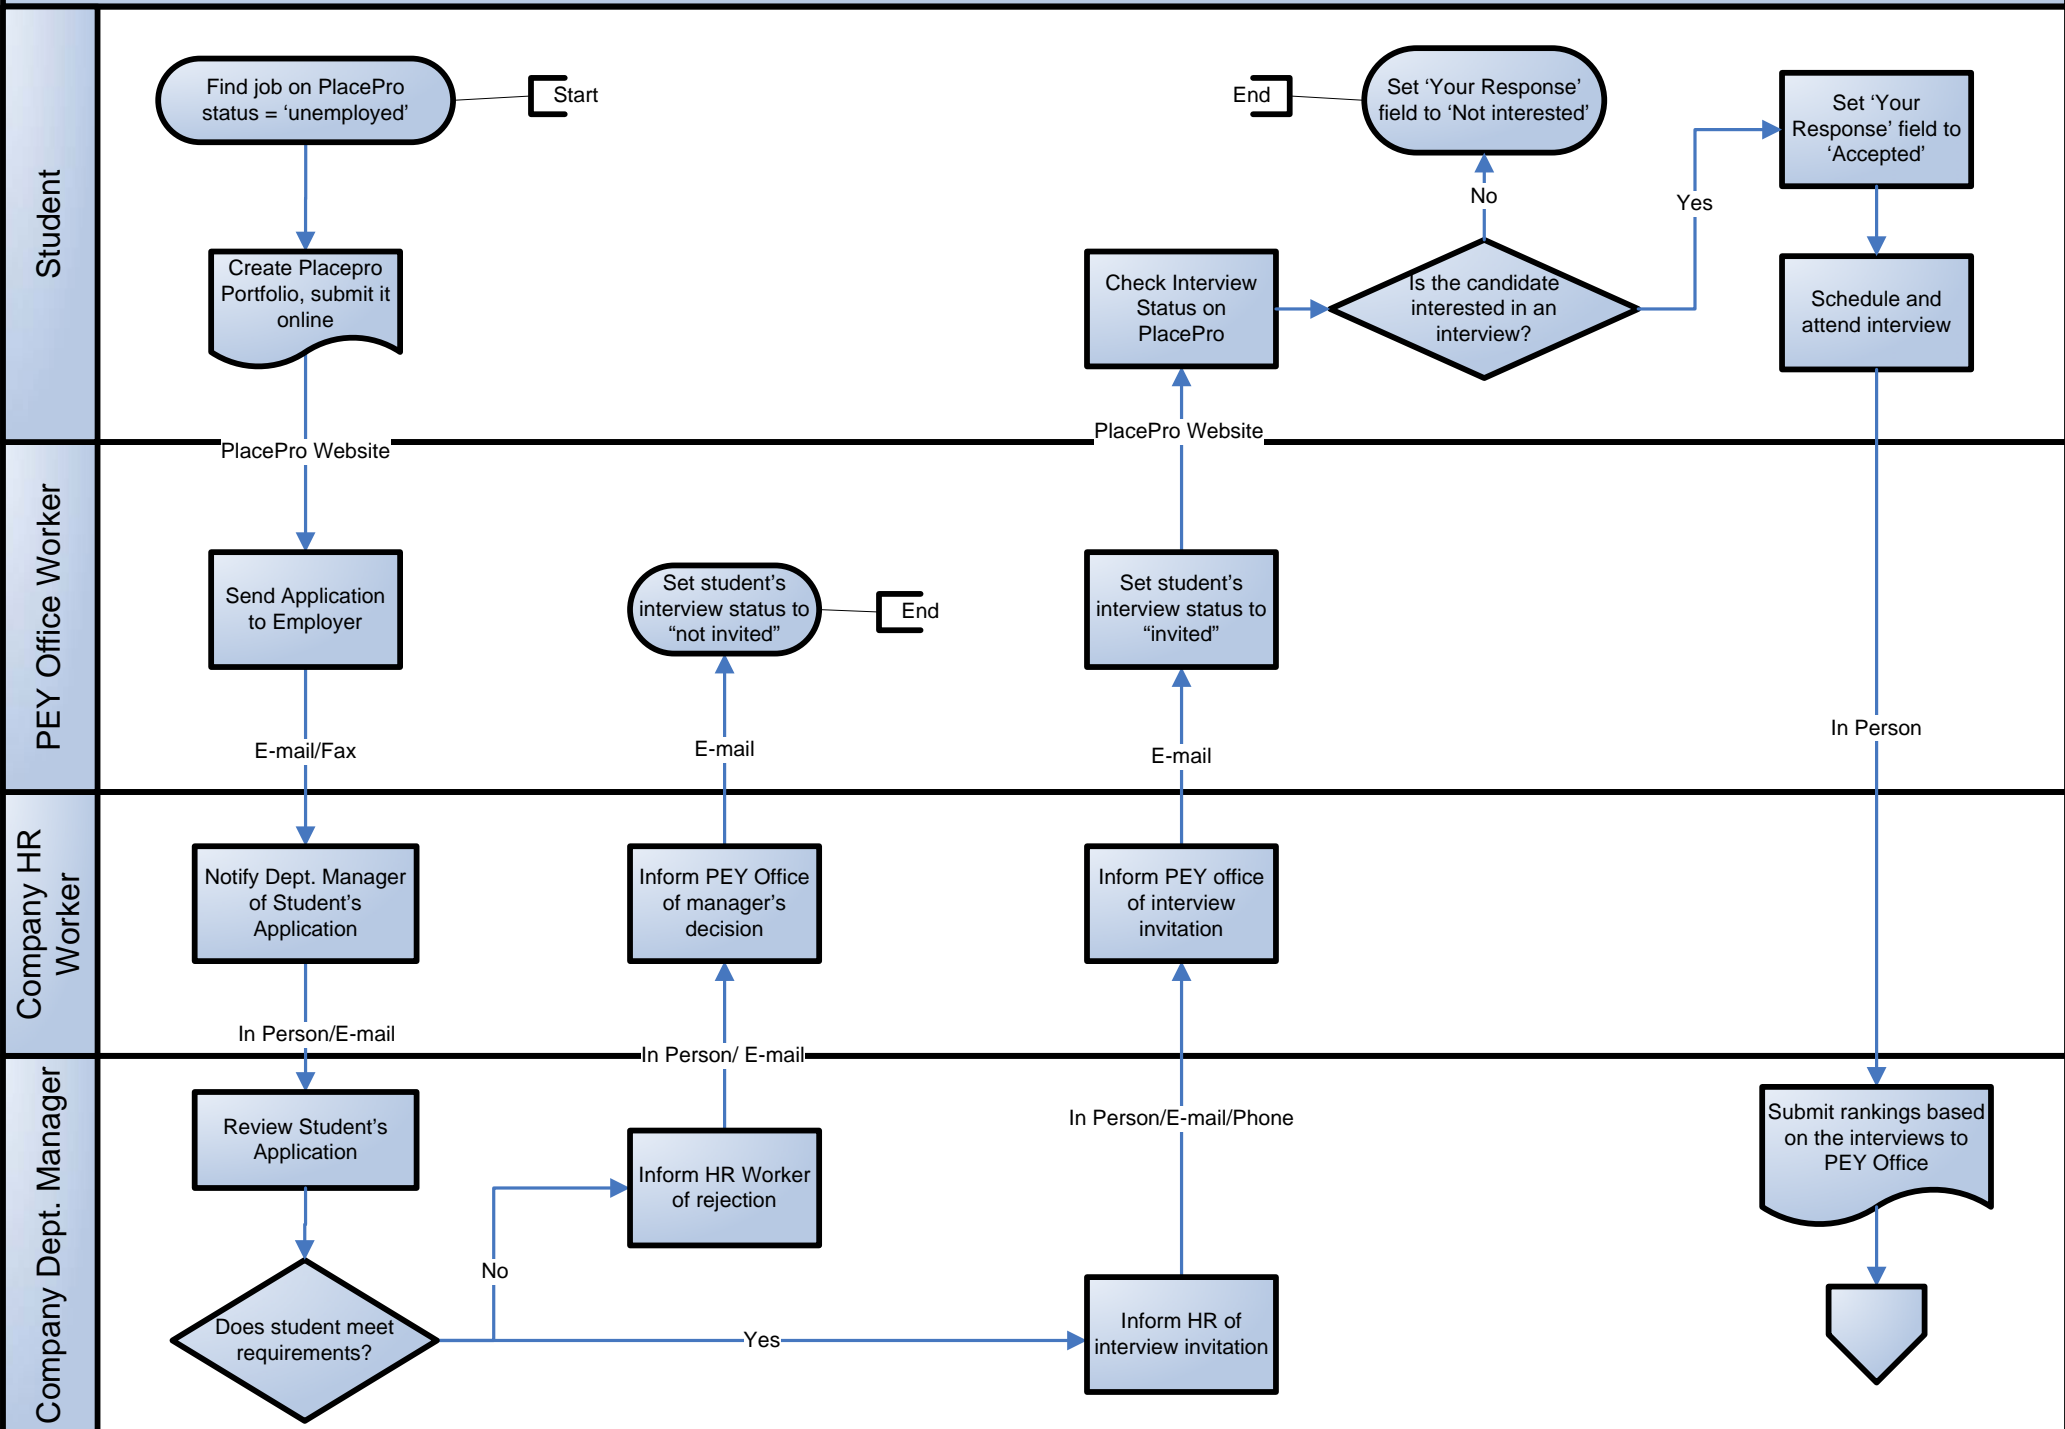 Student
Find job on PlacePro
status = ‘unemployed’
Start
Create Placepro
Portfolio, submit it
online
End
Set ‘Your Response’
field to ‘Not interested’
Set ‘Your
Response’ field to
‘Accepted’
No
Yes
Check Interview
Status on
PlacePro
Is the candidate
interested in an
interview?
Schedule and
attend interview
PlacePro Website
PlacePro Website
PEY Office Worker
Send Application
to Employer
Set student’s
interview status to
“not invited”
End
Set student’s
interview status to
“invited”
E-mail/Fax
E-mail
E-mail
In Person
Company HR
Worker
Notify Dept. Manager
of Student’s
Application
Inform PEY Office
of manager’s
decision
Inform PEY office
of interview
invitation
In Person/E-mail
In Person/ E-mail
In Person/E-mail/Phone
Company Dept. Manager
Review Student’s
Application
Inform HR Worker
of rejection
Submit rankings based
on the interviews to
PEY Office
No
Does student meet
requirements?
Yes
Inform HR of
interview invitation